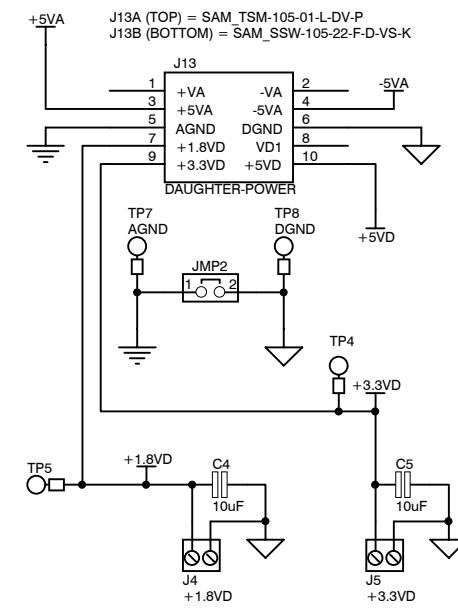 +5VA
J13A (TOP) = SAM_TSM-105-01-L-DV-P
J13B (BOTTOM) = SAM_SSW-105-22-F-D-VS-K
J13
1 +VA -VA 2
3 +5VA -5VA 4
-5VA
5 AGND DGND 6
7 +1.8VD VD1 8
9 +3.3VD +5VD 10
DAUGHTER-POWER
TP7
AGND
TP8
DGND
+5VD
JMP2
1 2
TP4
+3.3VD
TP5
+1.8VD
C4
10uF
C5
10uF
J4
+1.8VD
J5
+3.3VD